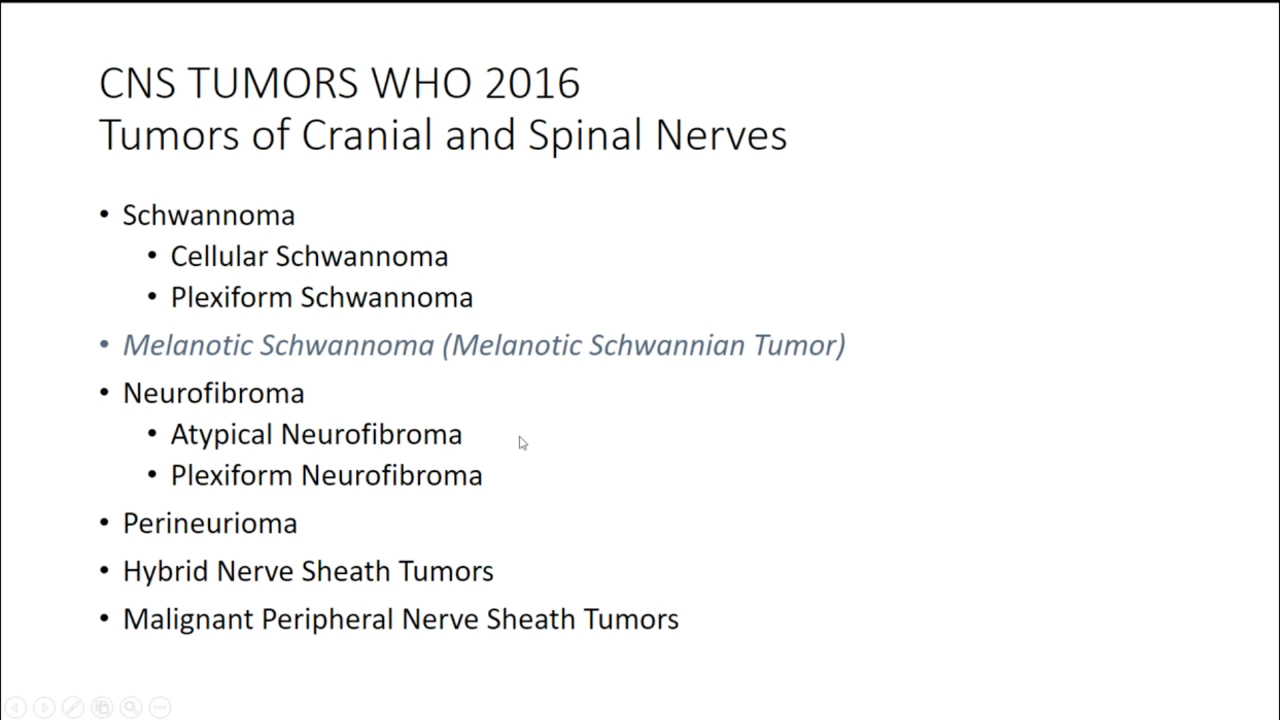 CNS TUMORS WHO 2016
Tumors of Cranial and Spinal Nerves
• Schwannoma
• Cellular Schwannoma
• Plexiform Schwannoma
• Melanotic Schwannoma (Melanotic Schwannian Tumor)
• Neurofibroma
• Atypical Neurofibroma
• Plexiform Neurofibroma
• Perineurioma
• Hybrid Nerve Sheath Tumors
• Malignant Peripheral Nerve Sheath Tumors